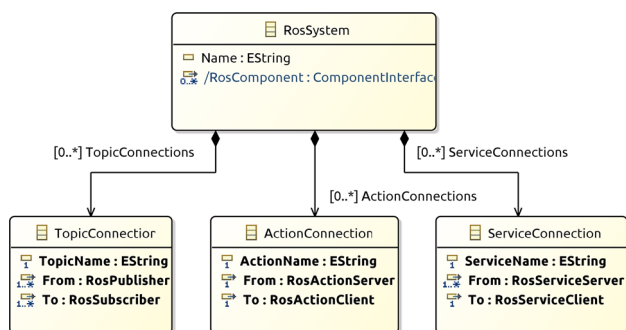 RosSystem
Name : EString
0..* /RosComponent : ComponentInterface
[0..*] TopicConnections
[0..*] ServiceConnections
[0..*] ActionConnections
TopicConnection
ActionConnection
ServiceConnection
1 TopicName : EString
1..* From : RosPublisher
1..* To : RosSubscriber
1 ActionName : EString
1 From : RosActionServer
1 To : RosActionClient
1 ServiceName : EString
1..* From : RosServiceServer
1 To : RosServiceClient